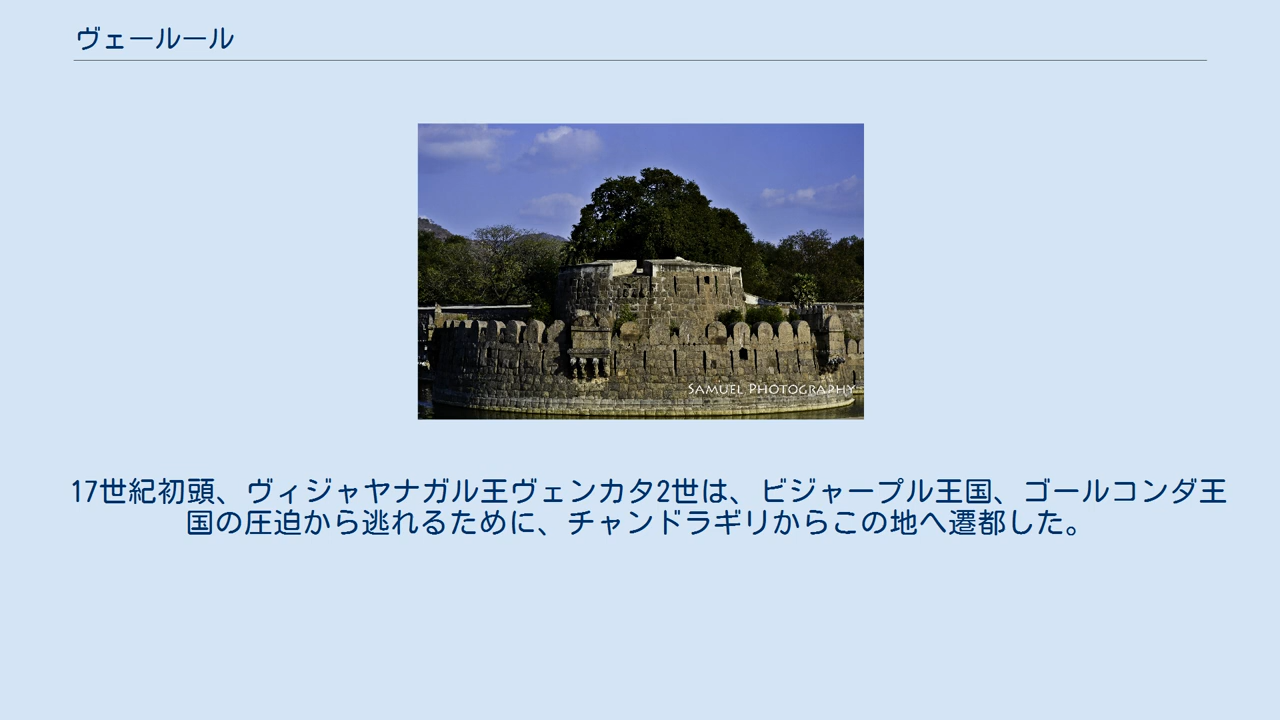 ヴェールール
SAMUEL PHOTOGRAPHY
17世紀初頭、ヴィジャヤナガル王ヴェンカタ2世は、ビジャープル王国、ゴールコンダ王
国の圧迫から逃れるために、チャンドラギリからこの地へ遷都した。